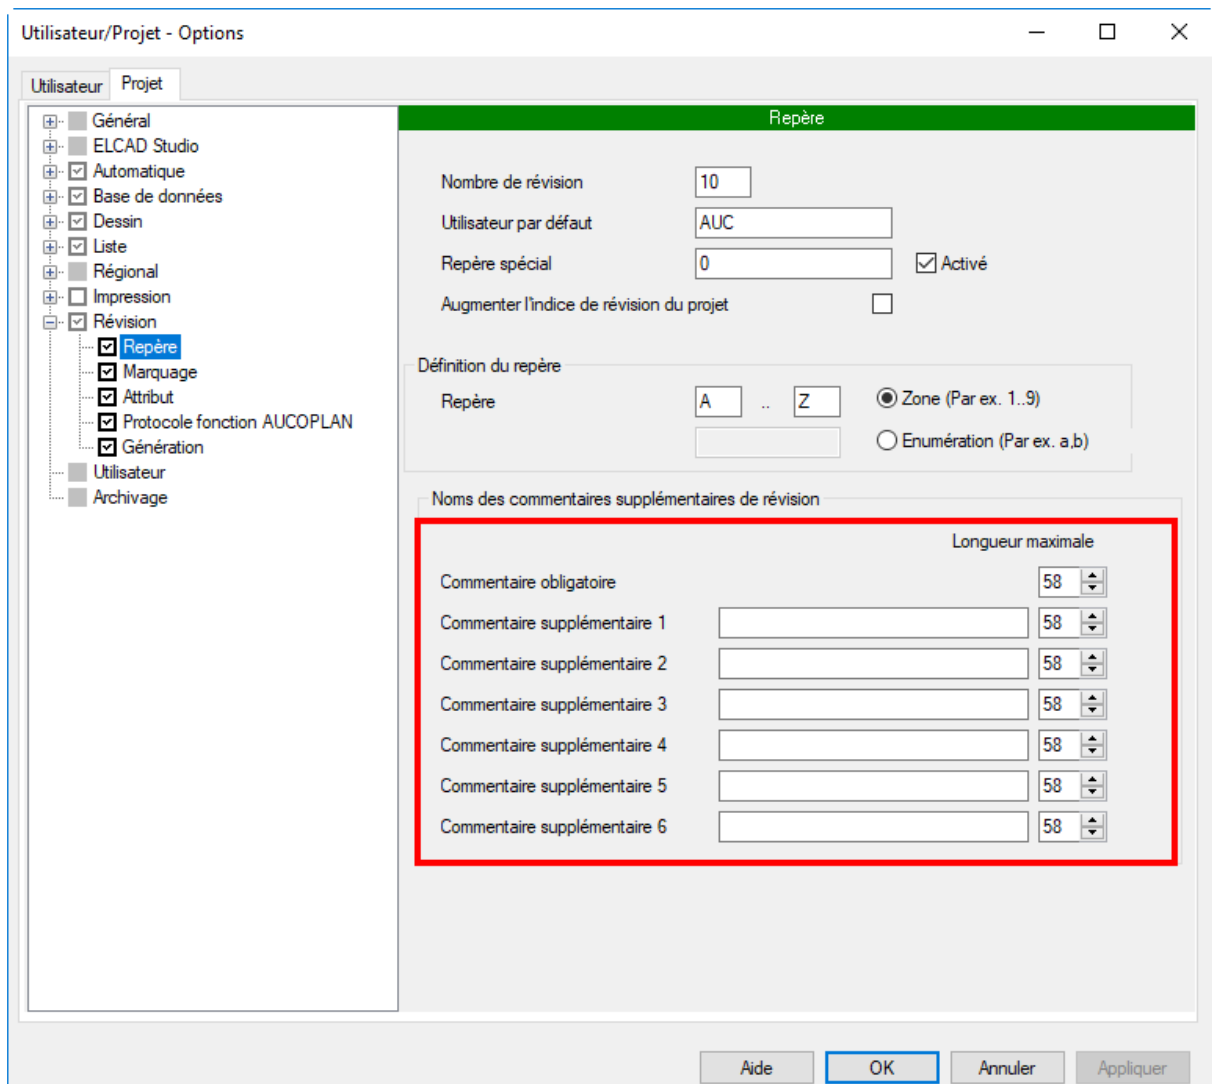 Utilisateur/Projet - Options
Utilisateur
Projet
Général
ELCAD Studio
Automatique
Base de données
Dessin
Liste
Régional
Impression
Révision
Repère
Marquage
Attribut
Protocole fonction AUCOPLAN
Génération
Utilisateur
Archivage
Repère
Nombre de révision 10
Utilisateur par défaut AUC
Repère spécial 0 Activé
Augmenter l'indice de révision du projet
Définition du repère
Repère A .. Z Zone (Par ex. 1..9)
Enumération (Par ex. a,b)
Noms des commentaires supplémentaires de révision
Longueur maximale
Commentaire obligatoire 58
Commentaire supplémentaire 1 58
Commentaire supplémentaire 2 58
Commentaire supplémentaire 3 58
Commentaire supplémentaire 4 58
Commentaire supplémentaire 5 58
Commentaire supplémentaire 6 58
Aide OK Annuler Appliquer